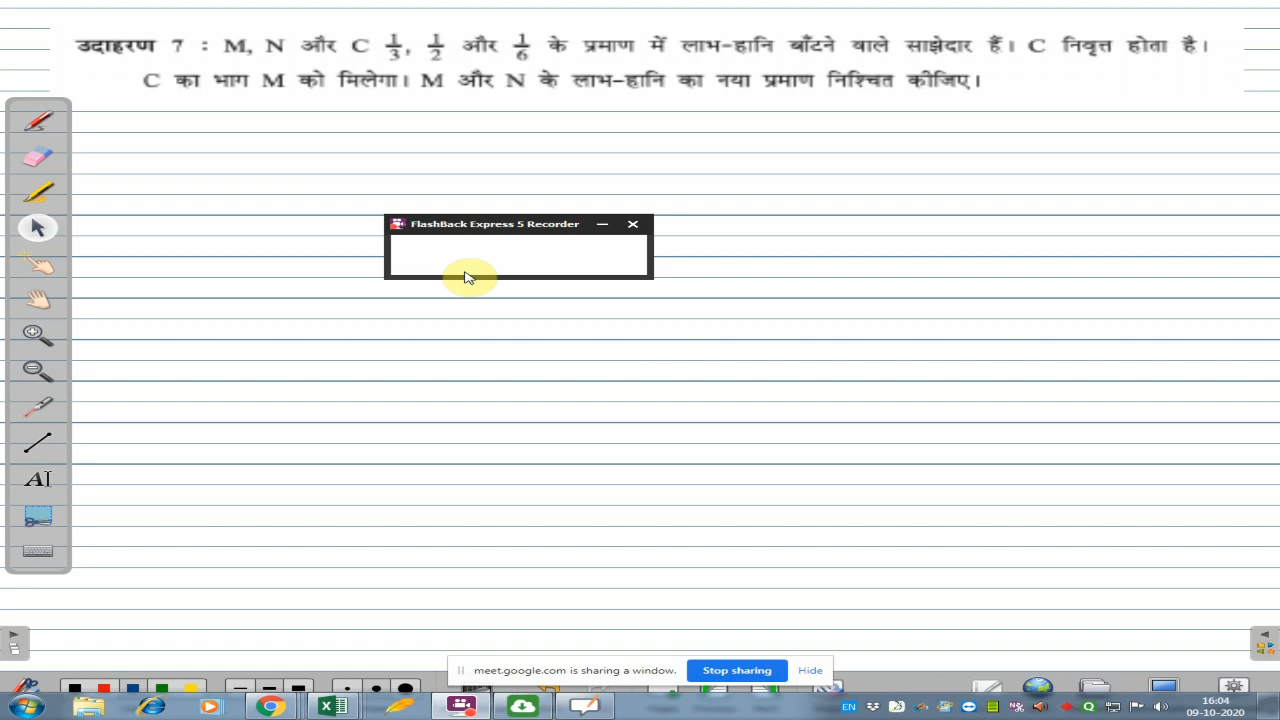 उदाहरण 7 : M, N और C 1/3, 1/2 और 1/6 के प्रमाण में लाभ-हानि बाँटने वाले साझेदार हैं। C निवृत्त होता है।
C का भाग M को मिलेगा। M और N के लाभ-हानि का नया प्रमाण निश्चित कीजिए।
FlashBack Express 5 Recorder
AI
meet.google.com is sharing a window. Stop sharing Hide
EN
16:04
09-10-2020